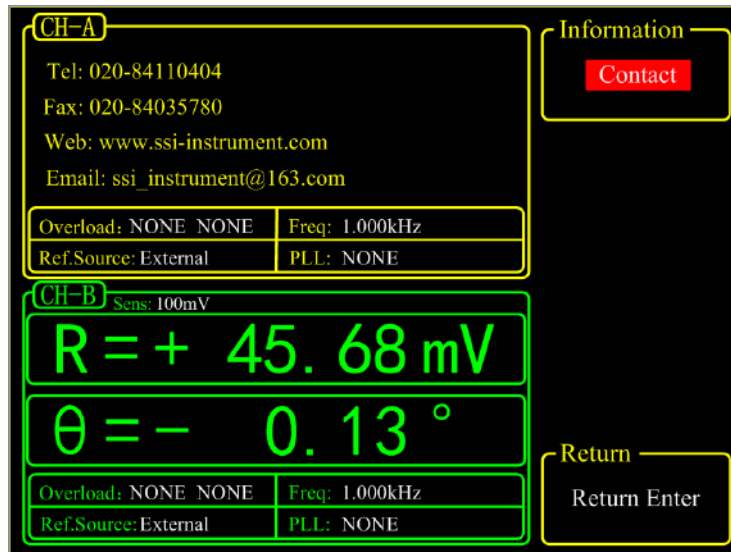 CH-A
Tel: 020-84110404
Fax: 020-84035780
Web: www.ssi-instrument.com
Email: ssi_instrument@163.com
Overload: NONE NONE Freq: 1.000kHz
Ref.Source: External PLL: NONE
CH-B Sens: 100mV
R=+ 45.68 mV
θ=- 0.13 °
Overload: NONE NONE Freq: 1.000kHz
Ref.Source: External PLL: NONE
Information
Contact
Return
Return Enter